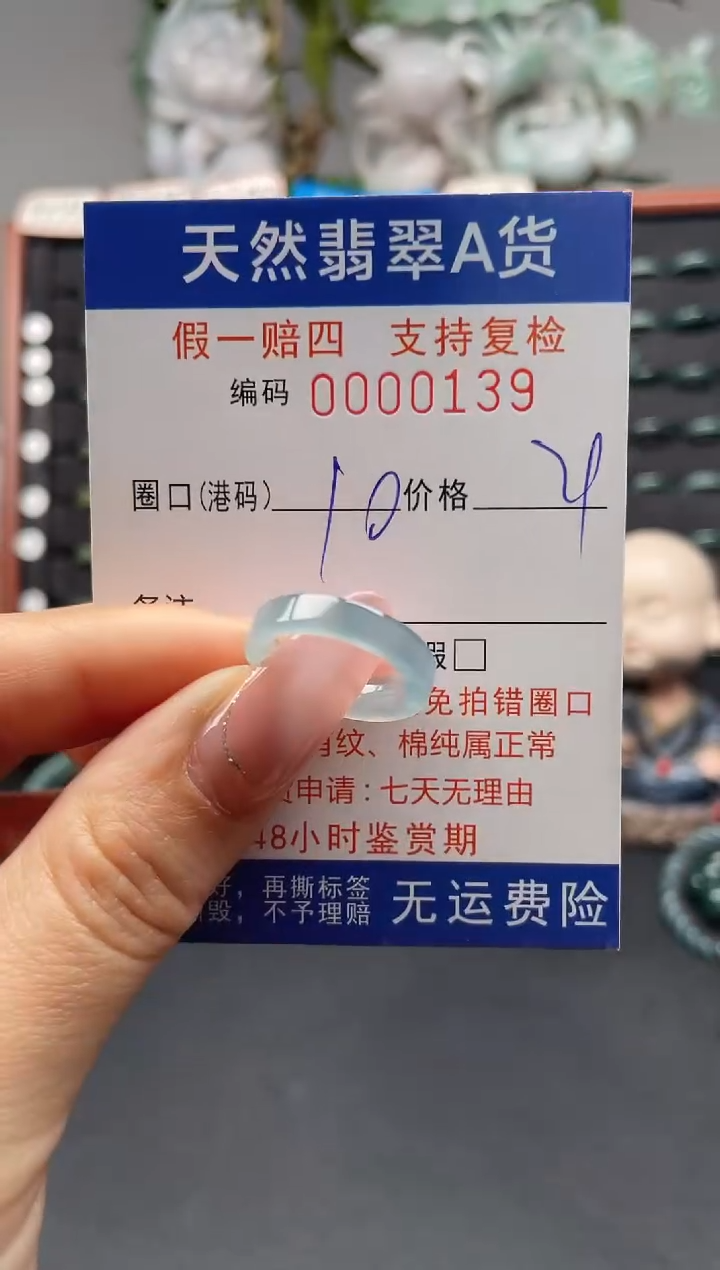 天然翡翠A货
假一赔四 支持复检
编码 0000139
圈口(港码) 10 价格 4
备注
免拍错圈口
纹、棉纯属正常
申请:七天无理由
48小时鉴赏期
好，再撕标签
毁，不予理赔
无运费险